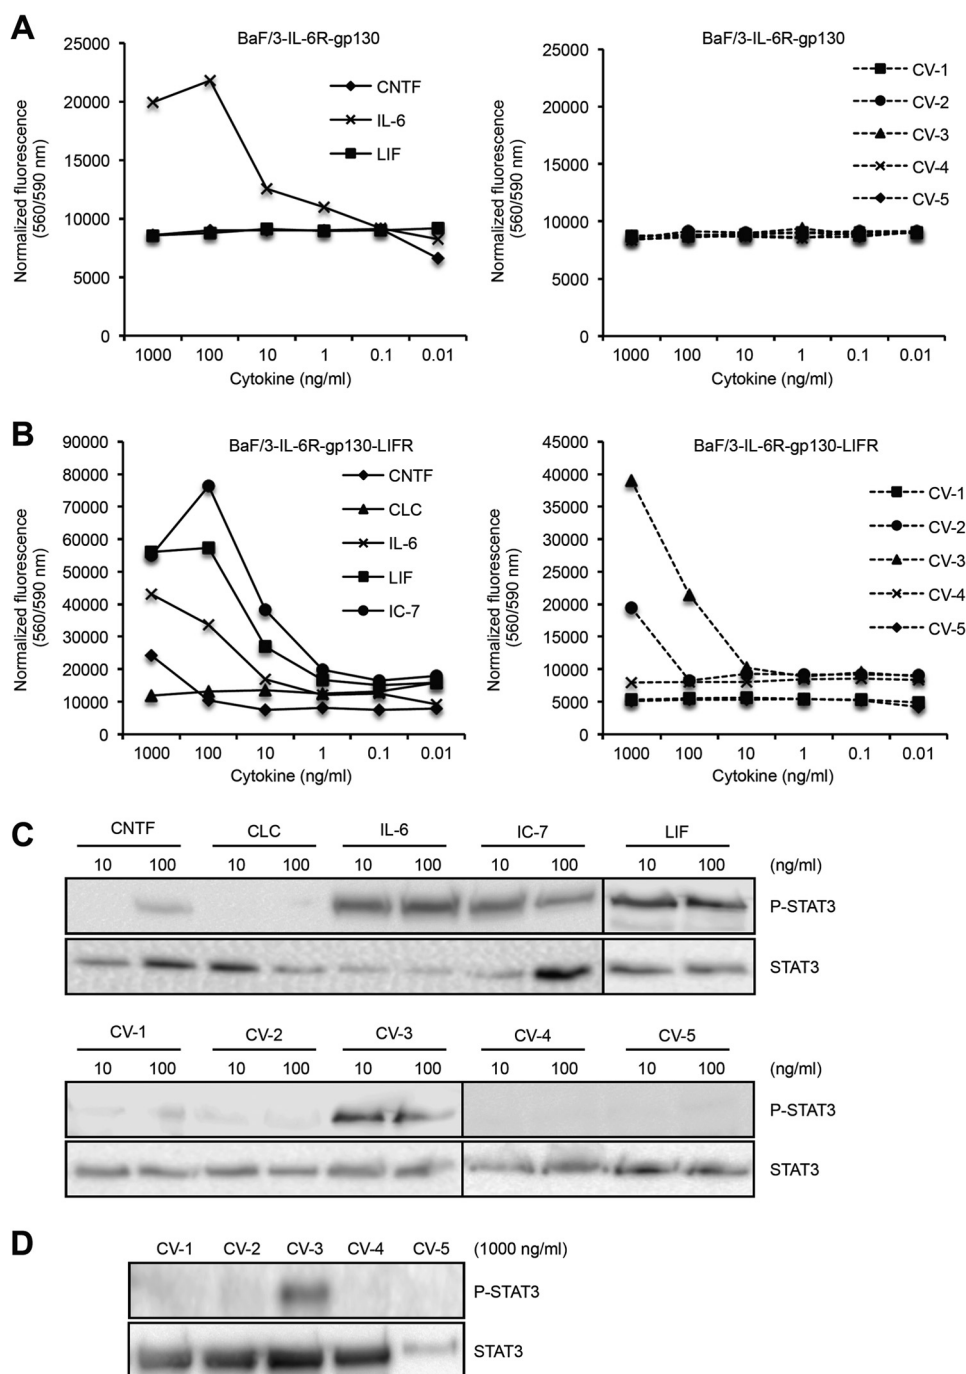 A
BaF/3-IL-6R-gp130
Normalized fluorescence
(560/590 nm)
25000
20000
15000
10000
5000
0
CNTF
IL-6
LIF
1000 100 10 1 0.1 0.01
Cytokine (ng/ml)
BaF/3-IL-6R-gp130
Normalized fluorescence
(560/590 nm)
25000
20000
15000
10000
5000
0
CV-1
CV-2
CV-3
CV-4
CV-5
1000 100 10 1 0.1 0.01
Cytokine (ng/ml)
B
BaF/3-IL-6R-gp130-LIFR
Normalized fluorescence
(560/590 nm)
90000
80000
70000
60000
50000
40000
30000
20000
10000
0
CNTF
CLC
IL-6
LIF
IC-7
1000 100 10 1 0.1 0.01
Cytokine (ng/ml)
BaF/3-IL-6R-gp130-LIFR
Normalized fluorescence
(560/590 nm)
45000
40000
35000
30000
25000
20000
15000
10000
5000
0
CV-1
CV-2
CV-3
CV-4
CV-5
1000 100 10 1 0.1 0.01
Cytokine (ng/ml)
C
CNTF CLC IL-6 IC-7 LIF
10 100 10 100 10 100 10 100 10 100 (ng/ml)
P-STAT3
STAT3
CV-1 CV-2 CV-3 CV-4 CV-5
10 100 10 100 10 100 10 100 10 100 (ng/ml)
P-STAT3
STAT3
D
CV-1 CV-2 CV-3 CV-4 CV-5 (1000 ng/ml)
P-STAT3
STAT3